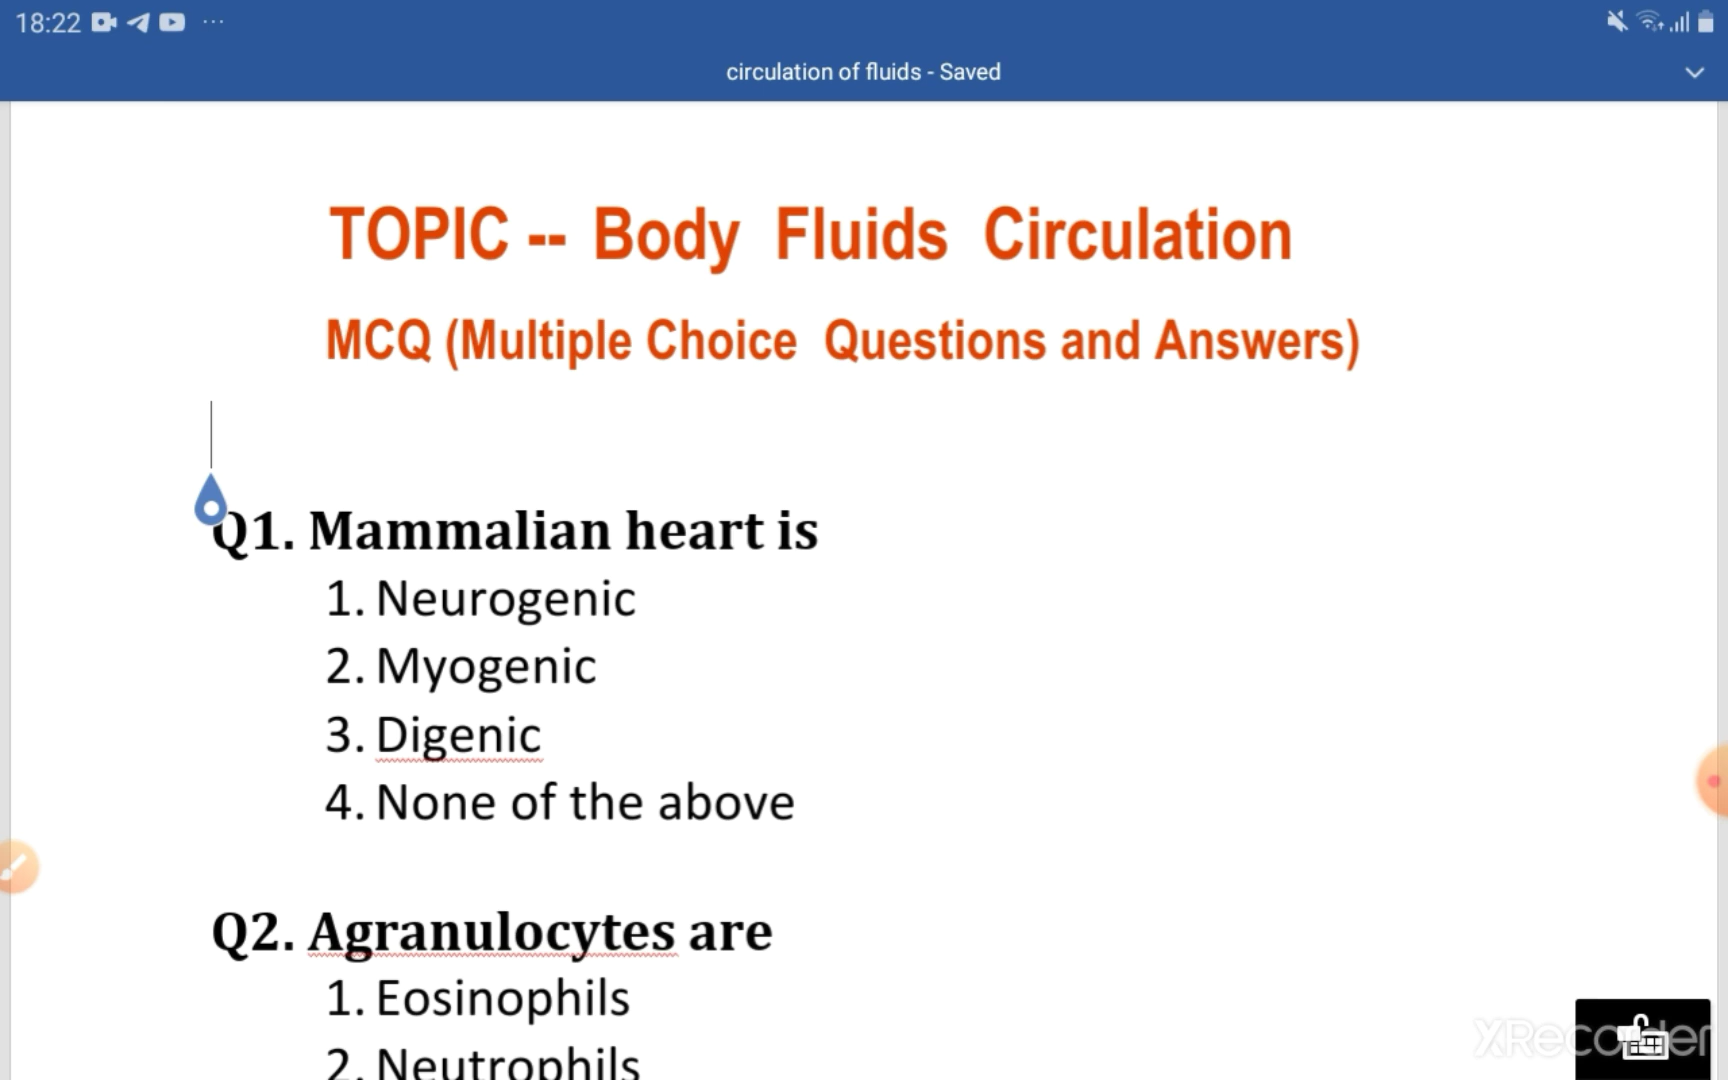 18:22
circulation of fluids - Saved
TOPIC -- Body Fluids Circulation
MCQ (Multiple Choice Questions and Answers)
Q1. Mammalian heart is
1. Neurogenic
2. Myogenic
3. Digenic
4. None of the above
Q2. Agranulocytes are
1. Eosinophils
2. Neutrophils
XRecorder